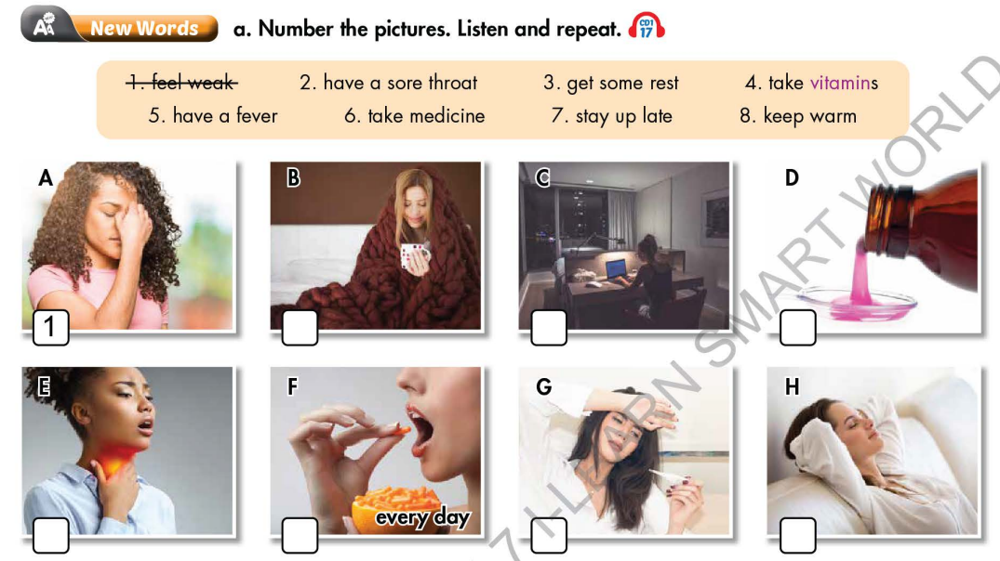 New Words a. Number the pictures. Listen and repeat. CD1 17
1. feel weak 2. have a sore throat 3. get some rest 4. take vitamins
5. have a fever 6. take medicine 7. stay up late 8. keep warm
A B C D
1
E F G H
every day
7 I-LEARN SMART WORLD